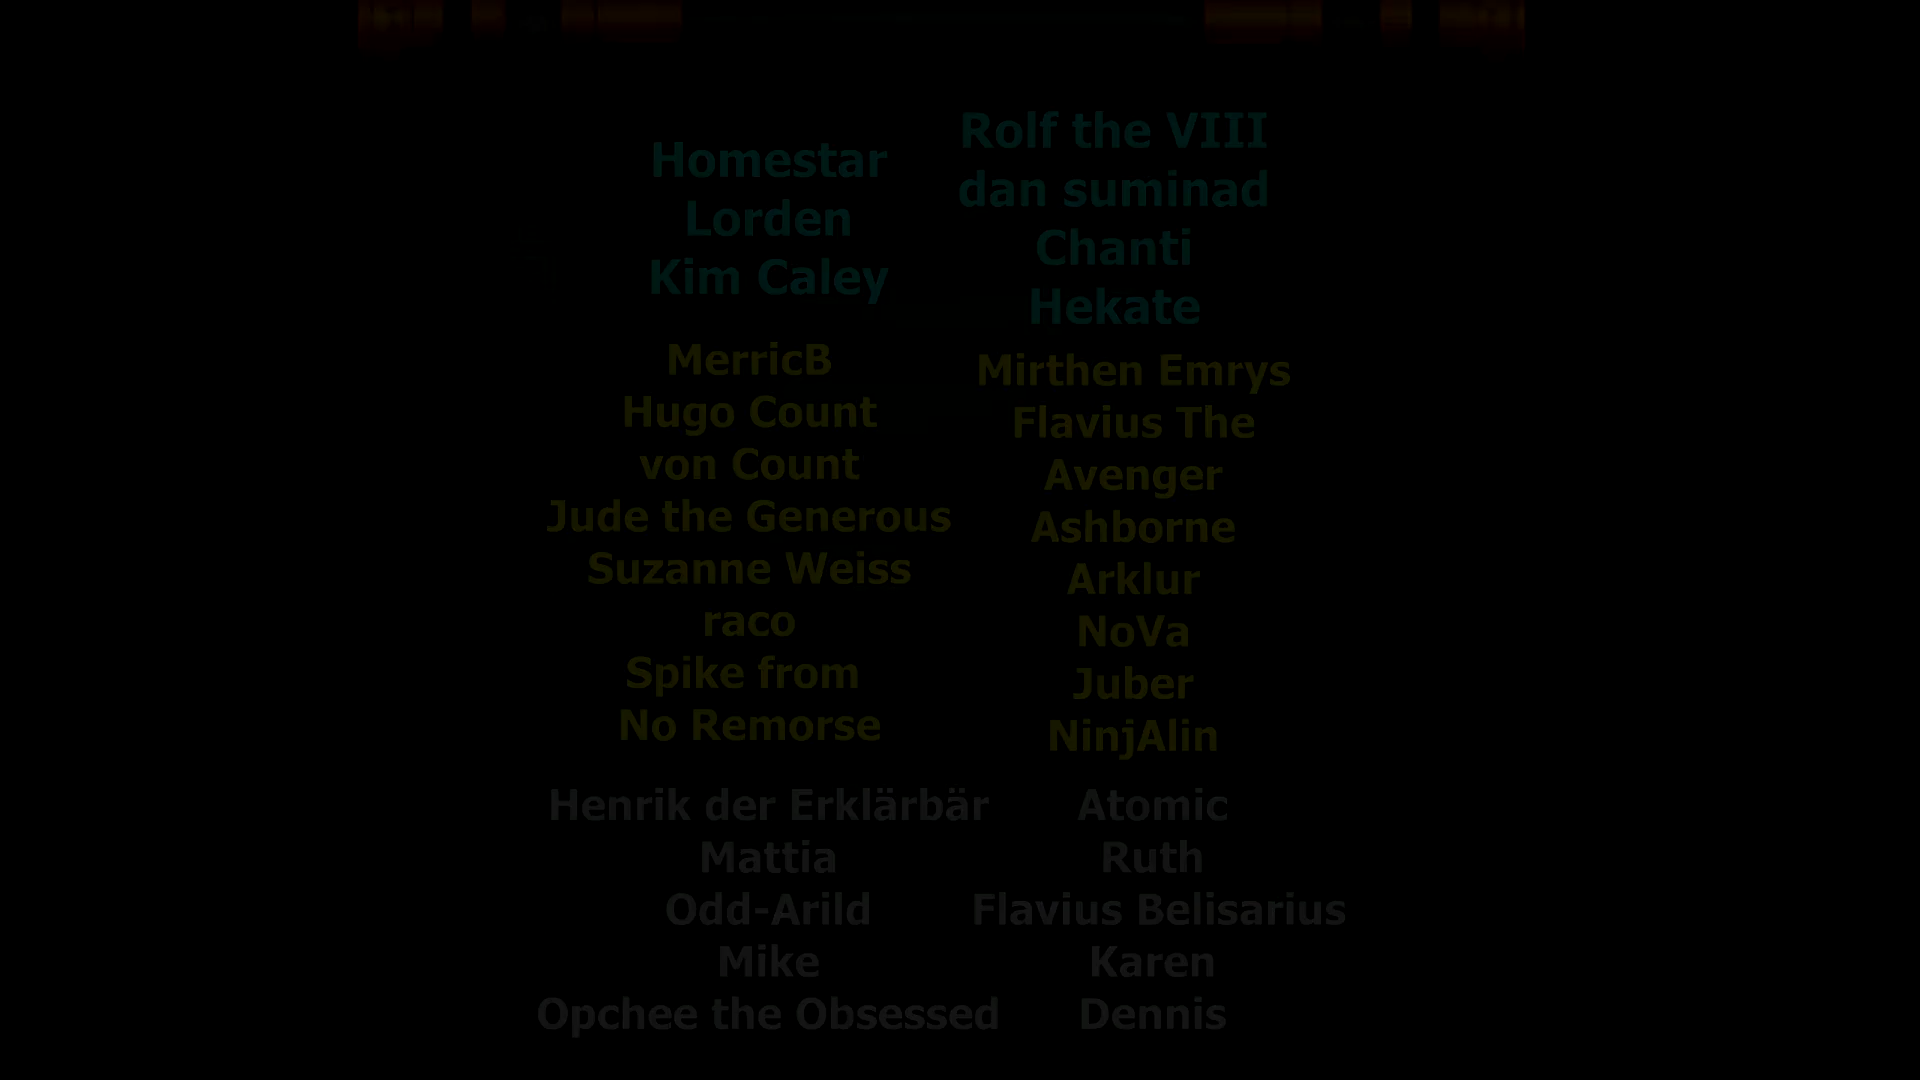 Homestar
Lorden
Kim Caley
Rolf the VIII
dan suminad
Chanti
Hekate
MerricB
Hugo Count
von Count
Jude the Generous
Suzanne Weiss
raco
Spike from
No Remorse
Mirthen Emrys
Flavius The
Avenger
Ashborne
Arklur
NoVa
Juber
NinjAlin
Henrik der Erklärbär
Mattia
Odd-Arild
Mike
Opchee the Obsessed
Atomic
Ruth
Flavius Belisarius
Karen
Dennis